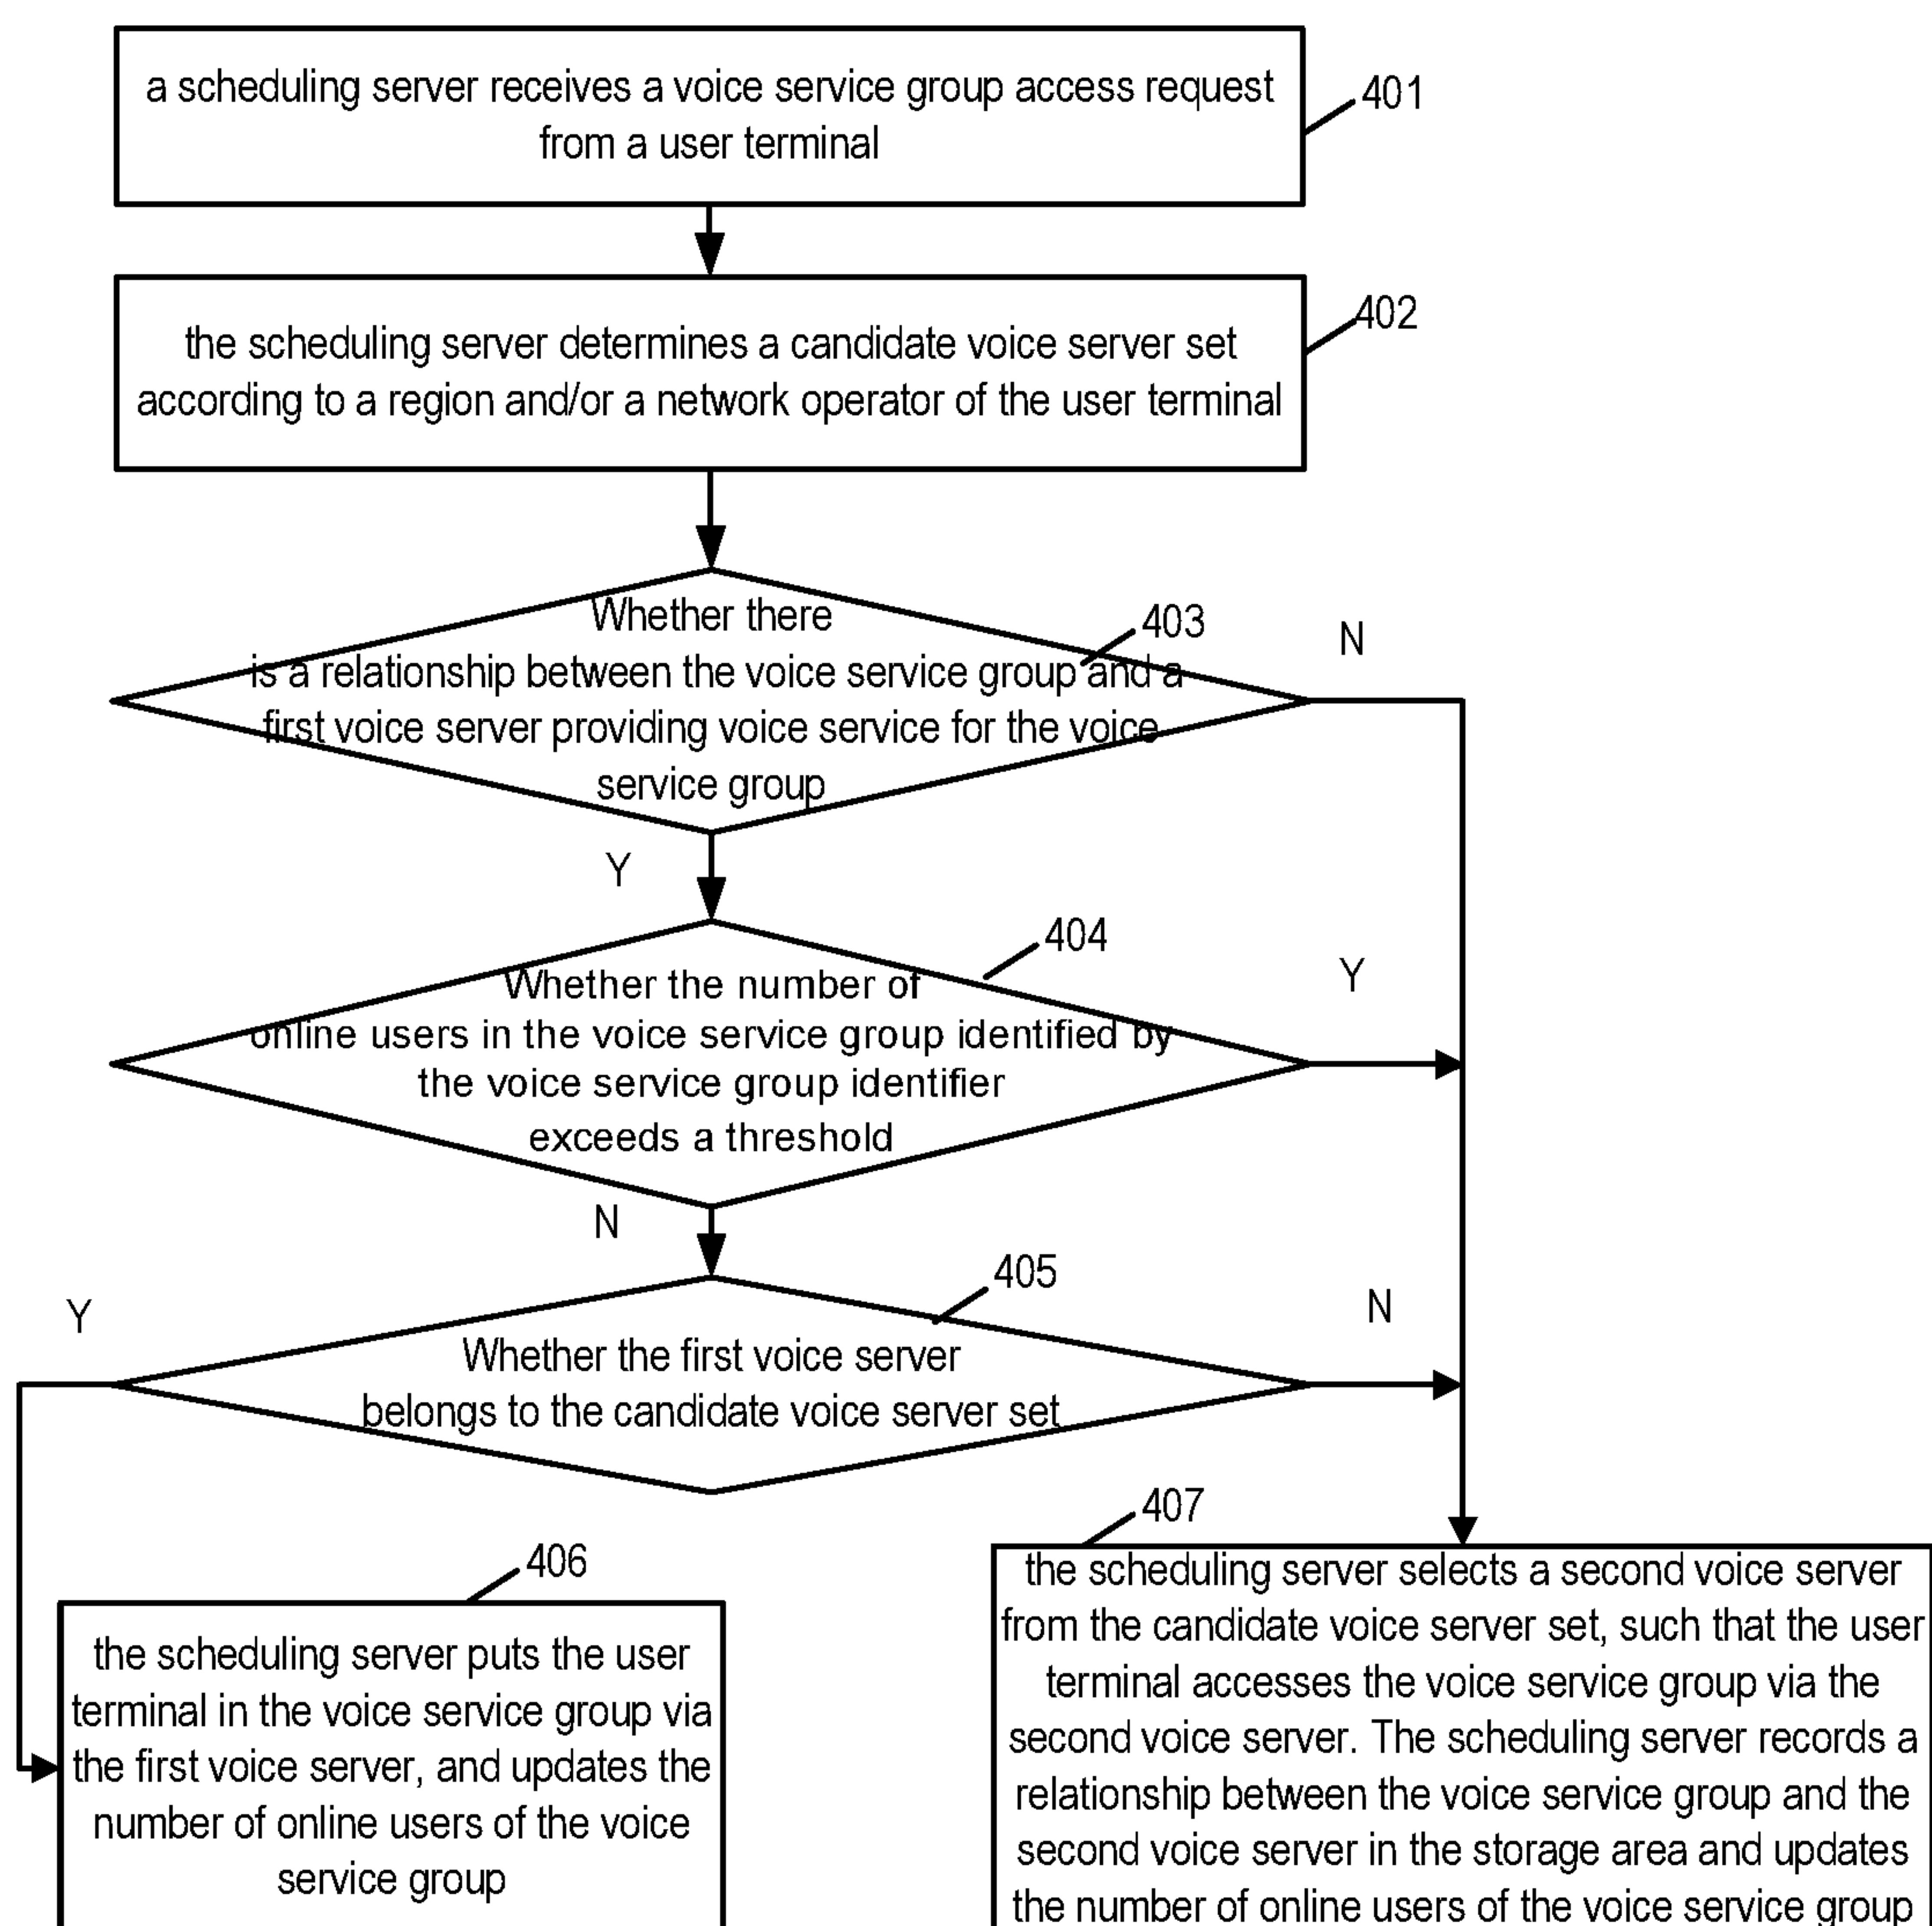 a scheduling server receives a voice service group access request
from a user terminal
401
the scheduling server determines a candidate voice server set
according to a region and/or a network operator of the user terminal
402
Whether there
is a relationship between the voice service group and a
first voice server providing voice service for the voice
service group
403
N
Y
Whether the number of
online users in the voice service group identified by
the voice service group identifier
exceeds a threshold
404
Y
N
Whether the first voice server
belongs to the candidate voice server set
405
Y
N
406
the scheduling server puts the user
terminal in the voice service group via
the first voice server, and updates the
number of online users of the voice
service group
407
the scheduling server selects a second voice server
from the candidate voice server set, such that the user
terminal accesses the voice service group via the
second voice server. The scheduling server records a
relationship between the voice service group and the
second voice server in the storage area and updates
the number of online users of the voice service group